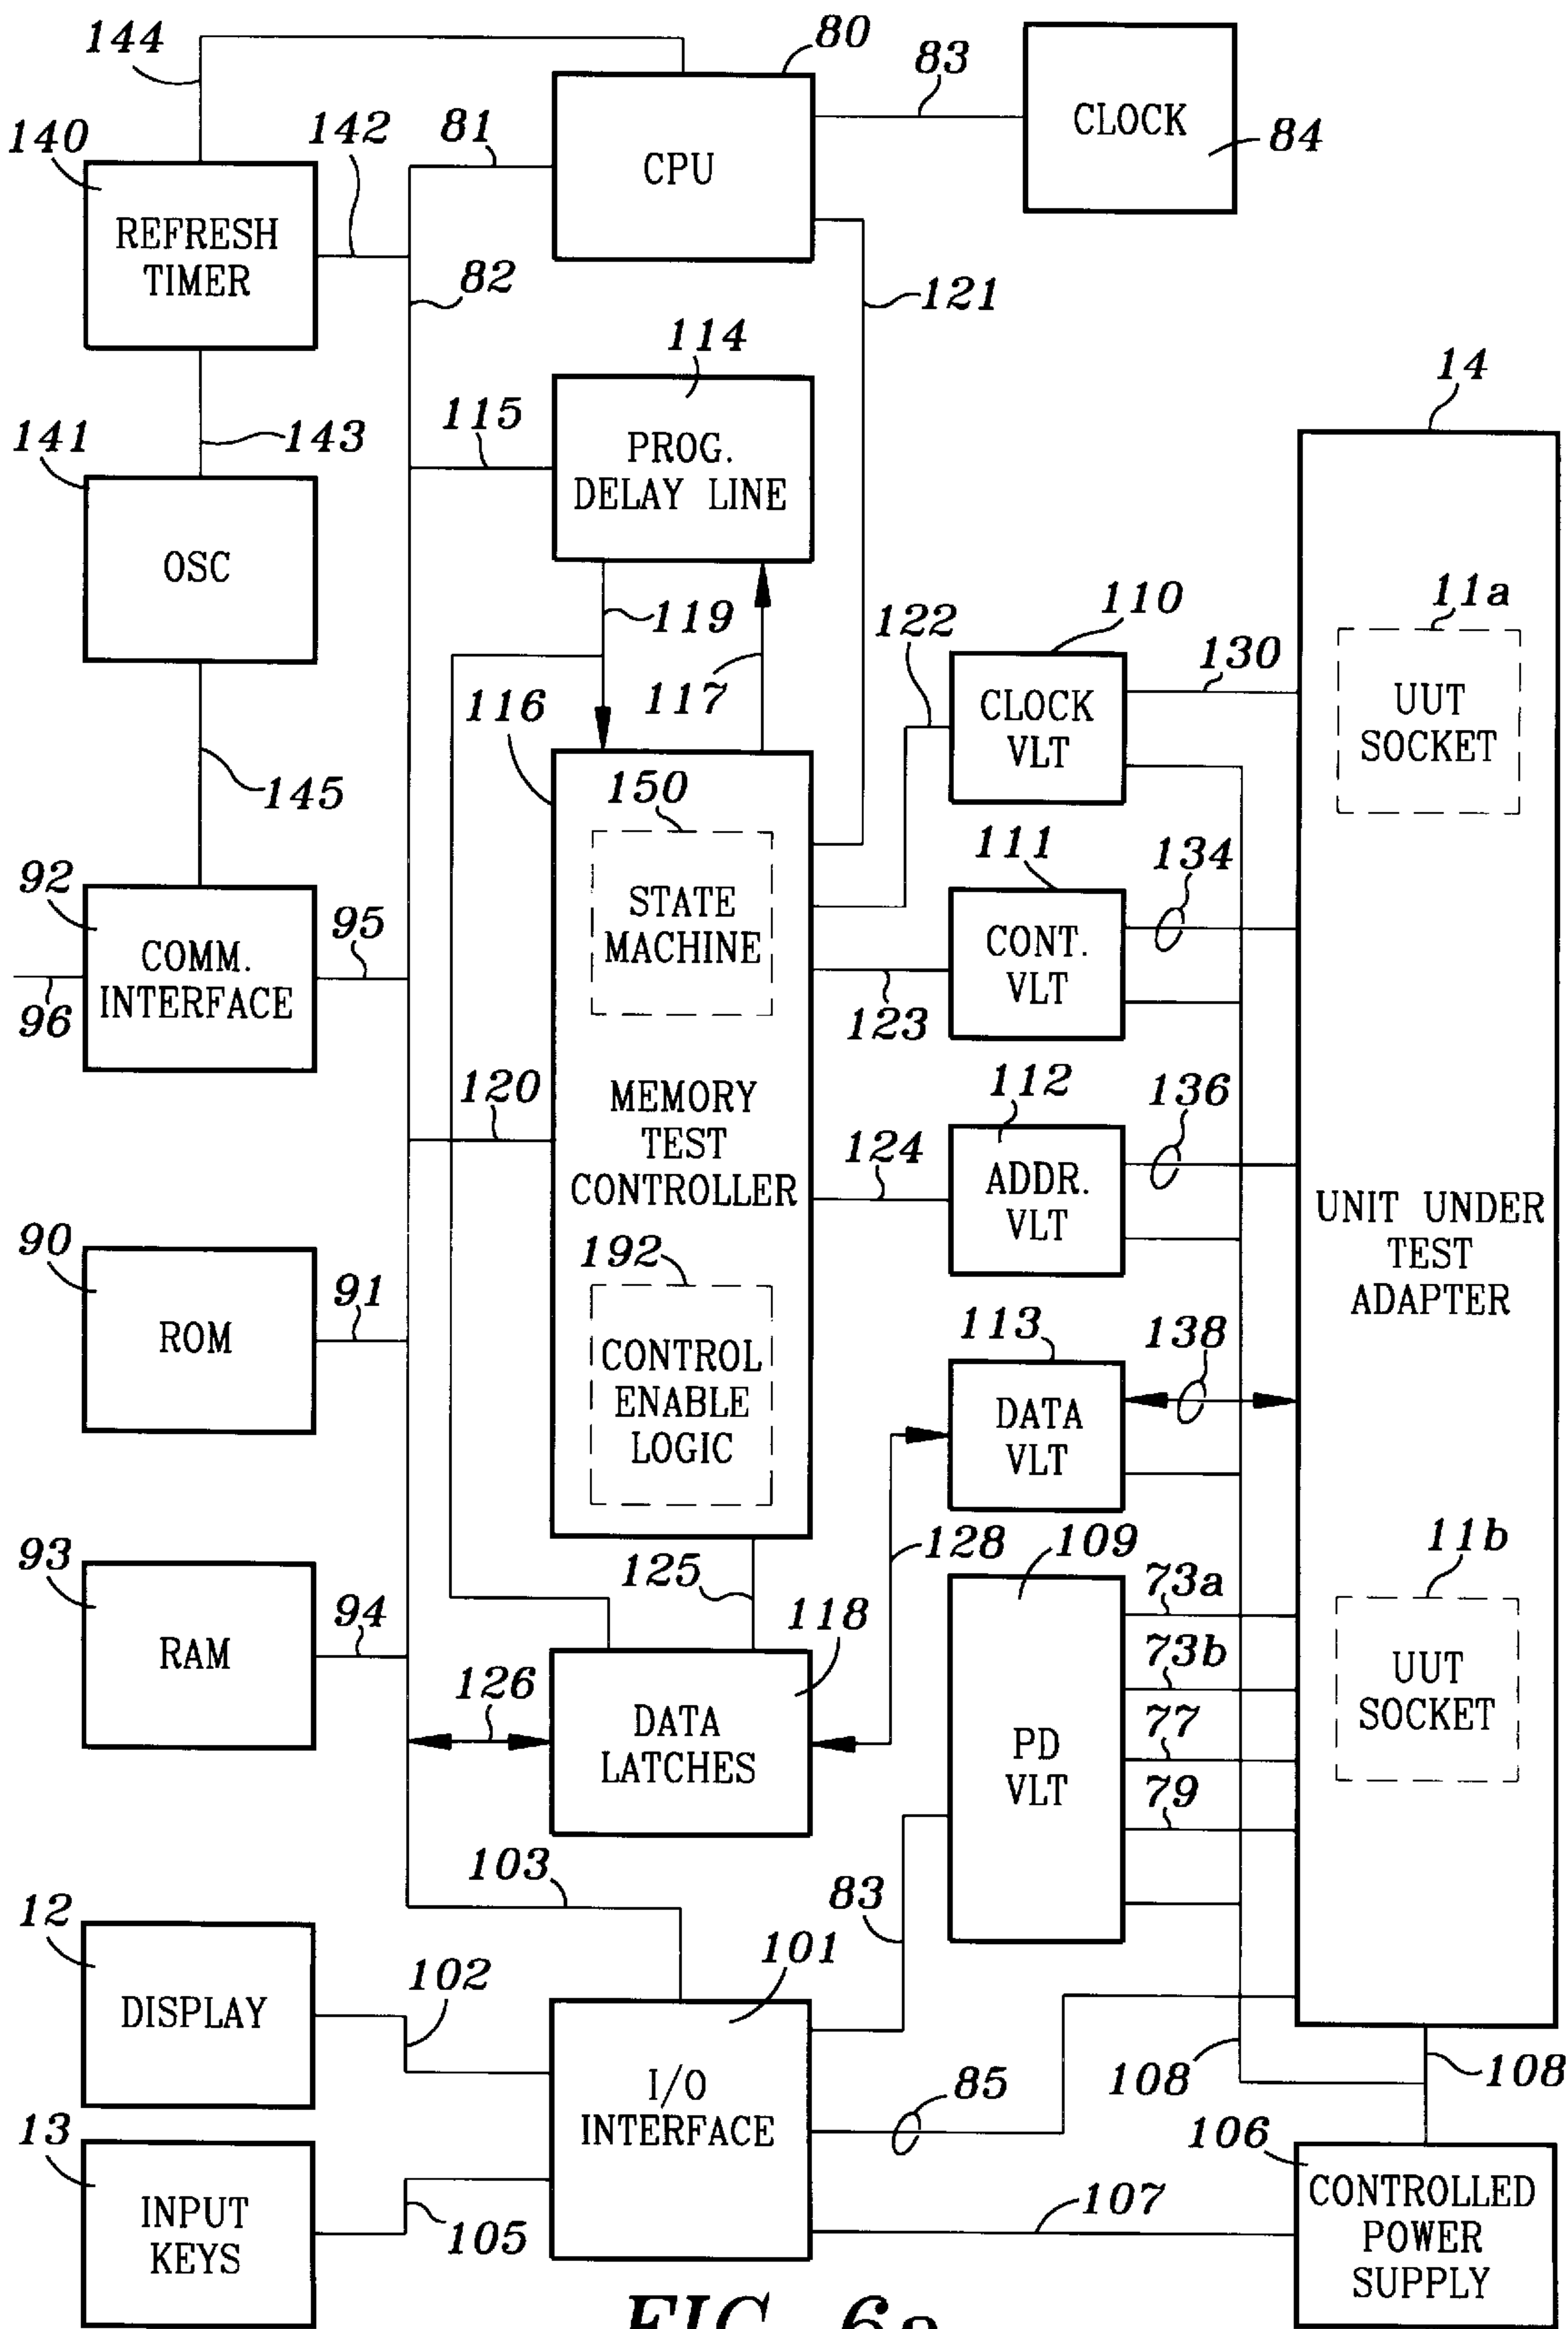 144
80
83
CLOCK
84
140
142
81
CPU
REFRESH
TIMER
82
121
114
14
141
143
115
PROG.
DELAY LINE
OSC
11a
110
119
122
130
117
116
UUT
SOCKET
CLOCK
VLT
145
150
111
134
92
STATE
MACHINE
95
CONT.
VLT
COMM.
INTERFACE
96
123
112
136
120
MEMORY
TEST
CONTROLLER
124
ADDR.
VLT
UNIT UNDER
TEST
ADAPTER
90
192
91
113
138
ROM
CONTROL
ENABLE
LOGIC
DATA
VLT
93
128
109
11b
125
73a
94
118
RAM
73b
126
UUT
SOCKET
DATA
LATCHES
77
PD
VLT
79
103
83
12
101
102
DISPLAY
108
108
I/O
INTERFACE
85
13
106
107
CONTROLLED
POWER
SUPPLY
INPUT
KEYS
105
FIG. 6a